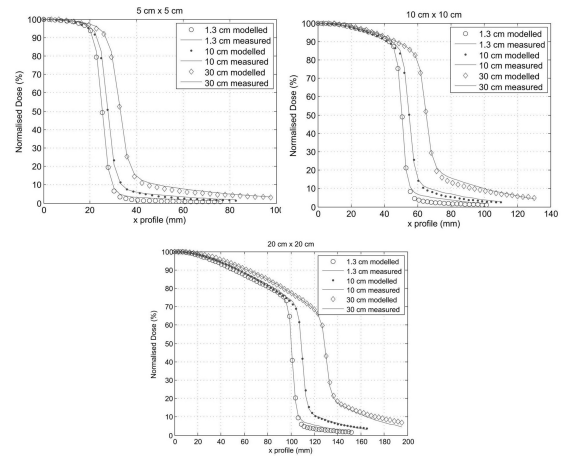 5 cm x 5 cm
100
90
80
70
60
50
40
30
20
10
0
Normalised Dose (%)
1.3 cm modelled
1.3 cm measured
10 cm modelled
10 cm measured
30 cm modelled
30 cm measured
0 20 40 60 80 100
x profile (mm)
10 cm x 10 cm
100
90
80
70
60
50
40
30
20
10
0
Normalised Dose (%)
1.3 cm modelled
1.3 cm measured
10 cm modelled
10 cm measured
30 cm modelled
30 cm measured
0 20 40 60 80 100 120 140
x profile (mm)
20 cm x 20 cm
100
90
80
70
60
50
40
30
20
10
0
Normalised Dose (%)
1.3 cm modelled
1.3 cm measured
10 cm modelled
10 cm measured
30 cm modelled
30 cm measured
0 20 40 60 80 100 120 140 160 180 200
x profile (mm)